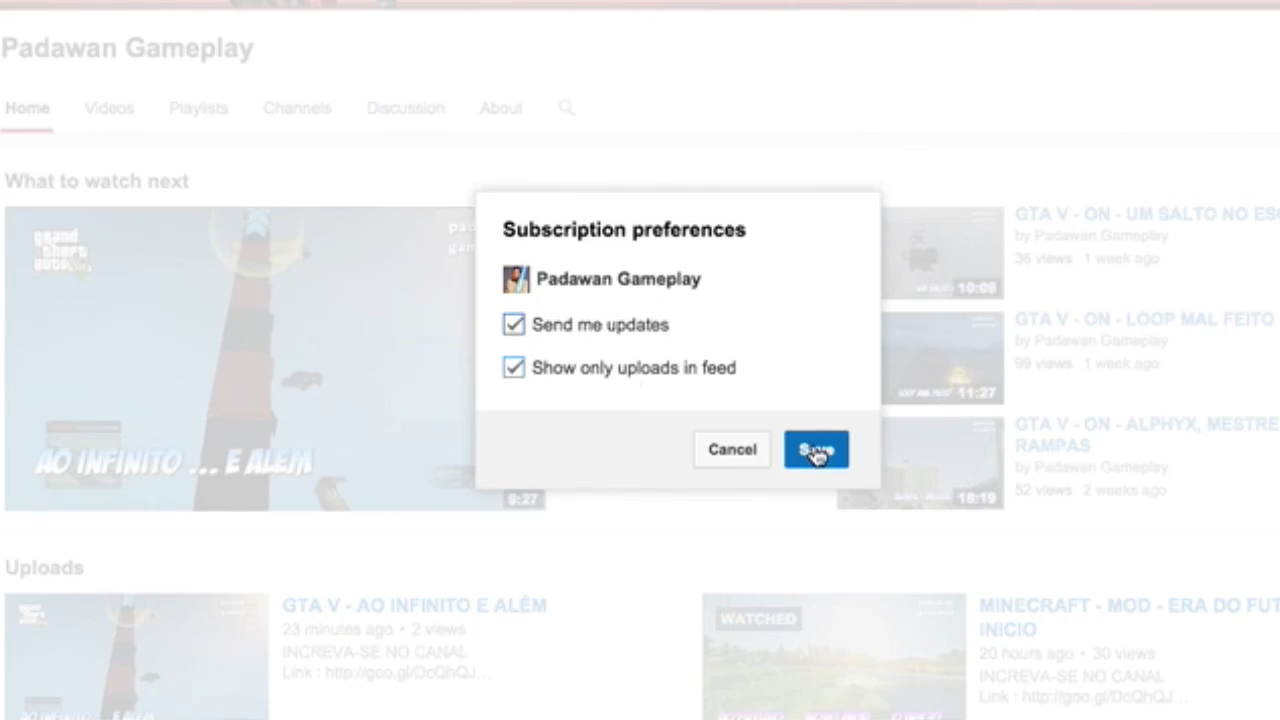 Padawan Gameplay
Home
Videos
Playlists
Channels
Discussion
About
What to watch next
grand
theft
auto
AO INFINITO ... E ALEM
9:27
Subscription preferences
Padawan Gameplay
Send me updates
Show only uploads in feed
Cancel
Save
10:08
GTA V - ON - UM SALTO NO
by Padawan Gameplay
36 views 1 week ago
11:27
GTA V - ON - LOOP MAL FEITO
by Padawan Gameplay
99 views 1 week ago
18:19
GTA V - ON - ALPHYX, MESTRE
RAMPAS
by Padawan Gameplay
52 views 2 weeks ago
Uploads
GTA V - AO INFINITO E ALÉM
23 minutes ago • 2 views
INCREVA-SE NO CANAL
Link : http://goo.gl/DcQhQJ...
WATCHED
MINECRAFT - MOD - ERA DO
INICIO
20 hours ago • 30 views
INCREVA-SE NO CANAL
Link : http://goo.gl/DcQhQJ...